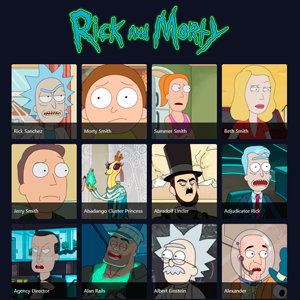 Rick and Morty
Rick Sanchez
Morty Smith
Summer Smith
Beth Smith
Jerry Smith
Abadango Cluster Princess
Abradolf Lincler
Adjudicator Rick
Agency Director
Alan Rails
Albert Einstein
Alexander